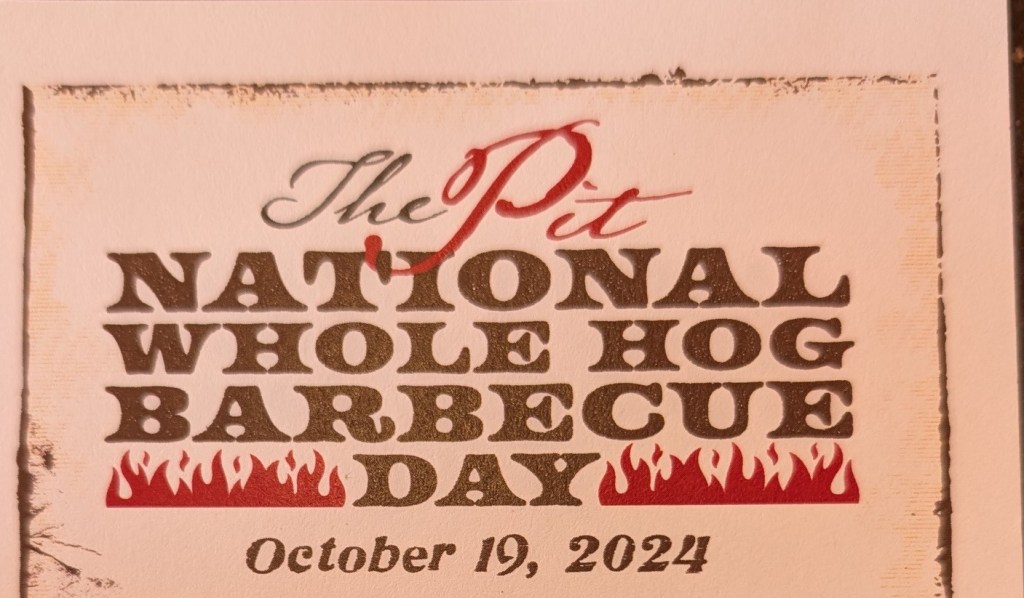 The Pit
NATIONAL
WHOLE HOG
BARBECUE
DAY
October 19, 2024